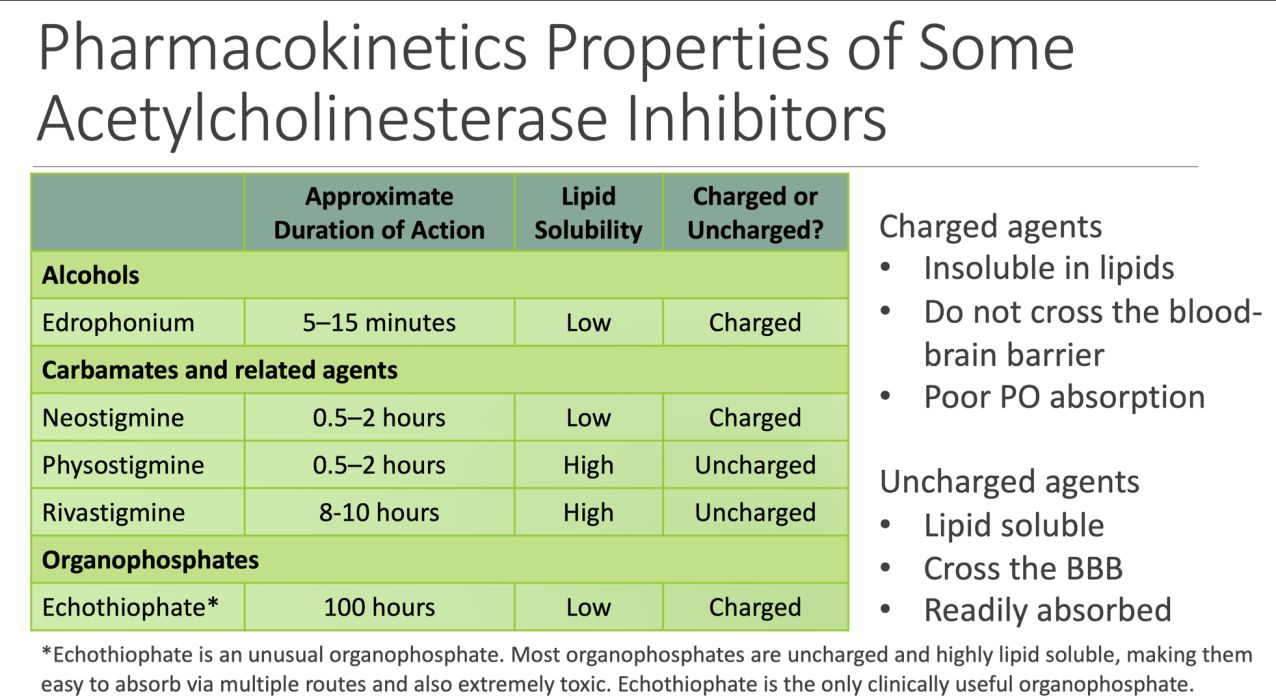 Pharmacokinetics Properties of Some
Acetylcholinesterase Inhibitors
Approximate Duration of Action Lipid Solubility Charged or Uncharged?
Alcohols
Edrophonium 5–15 minutes Low Charged
Carbamates and related agents
Neostigmine 0.5–2 hours Low Charged
Physostigmine 0.5–2 hours High Uncharged
Rivastigmine 8-10 hours High Uncharged
Organophosphates
Echothiophate* 100 hours Low Charged
Charged agents
• Insoluble in lipids
• Do not cross the blood-
brain barrier
• Poor PO absorption
Uncharged agents
• Lipid soluble
• Cross the BBB
• Readily absorbed
*Echothiophate is an unusual organophosphate. Most organophosphates are uncharged and highly lipid soluble, making them
easy to absorb via multiple routes and also extremely toxic. Echothiophate is the only clinically useful organophosphate.